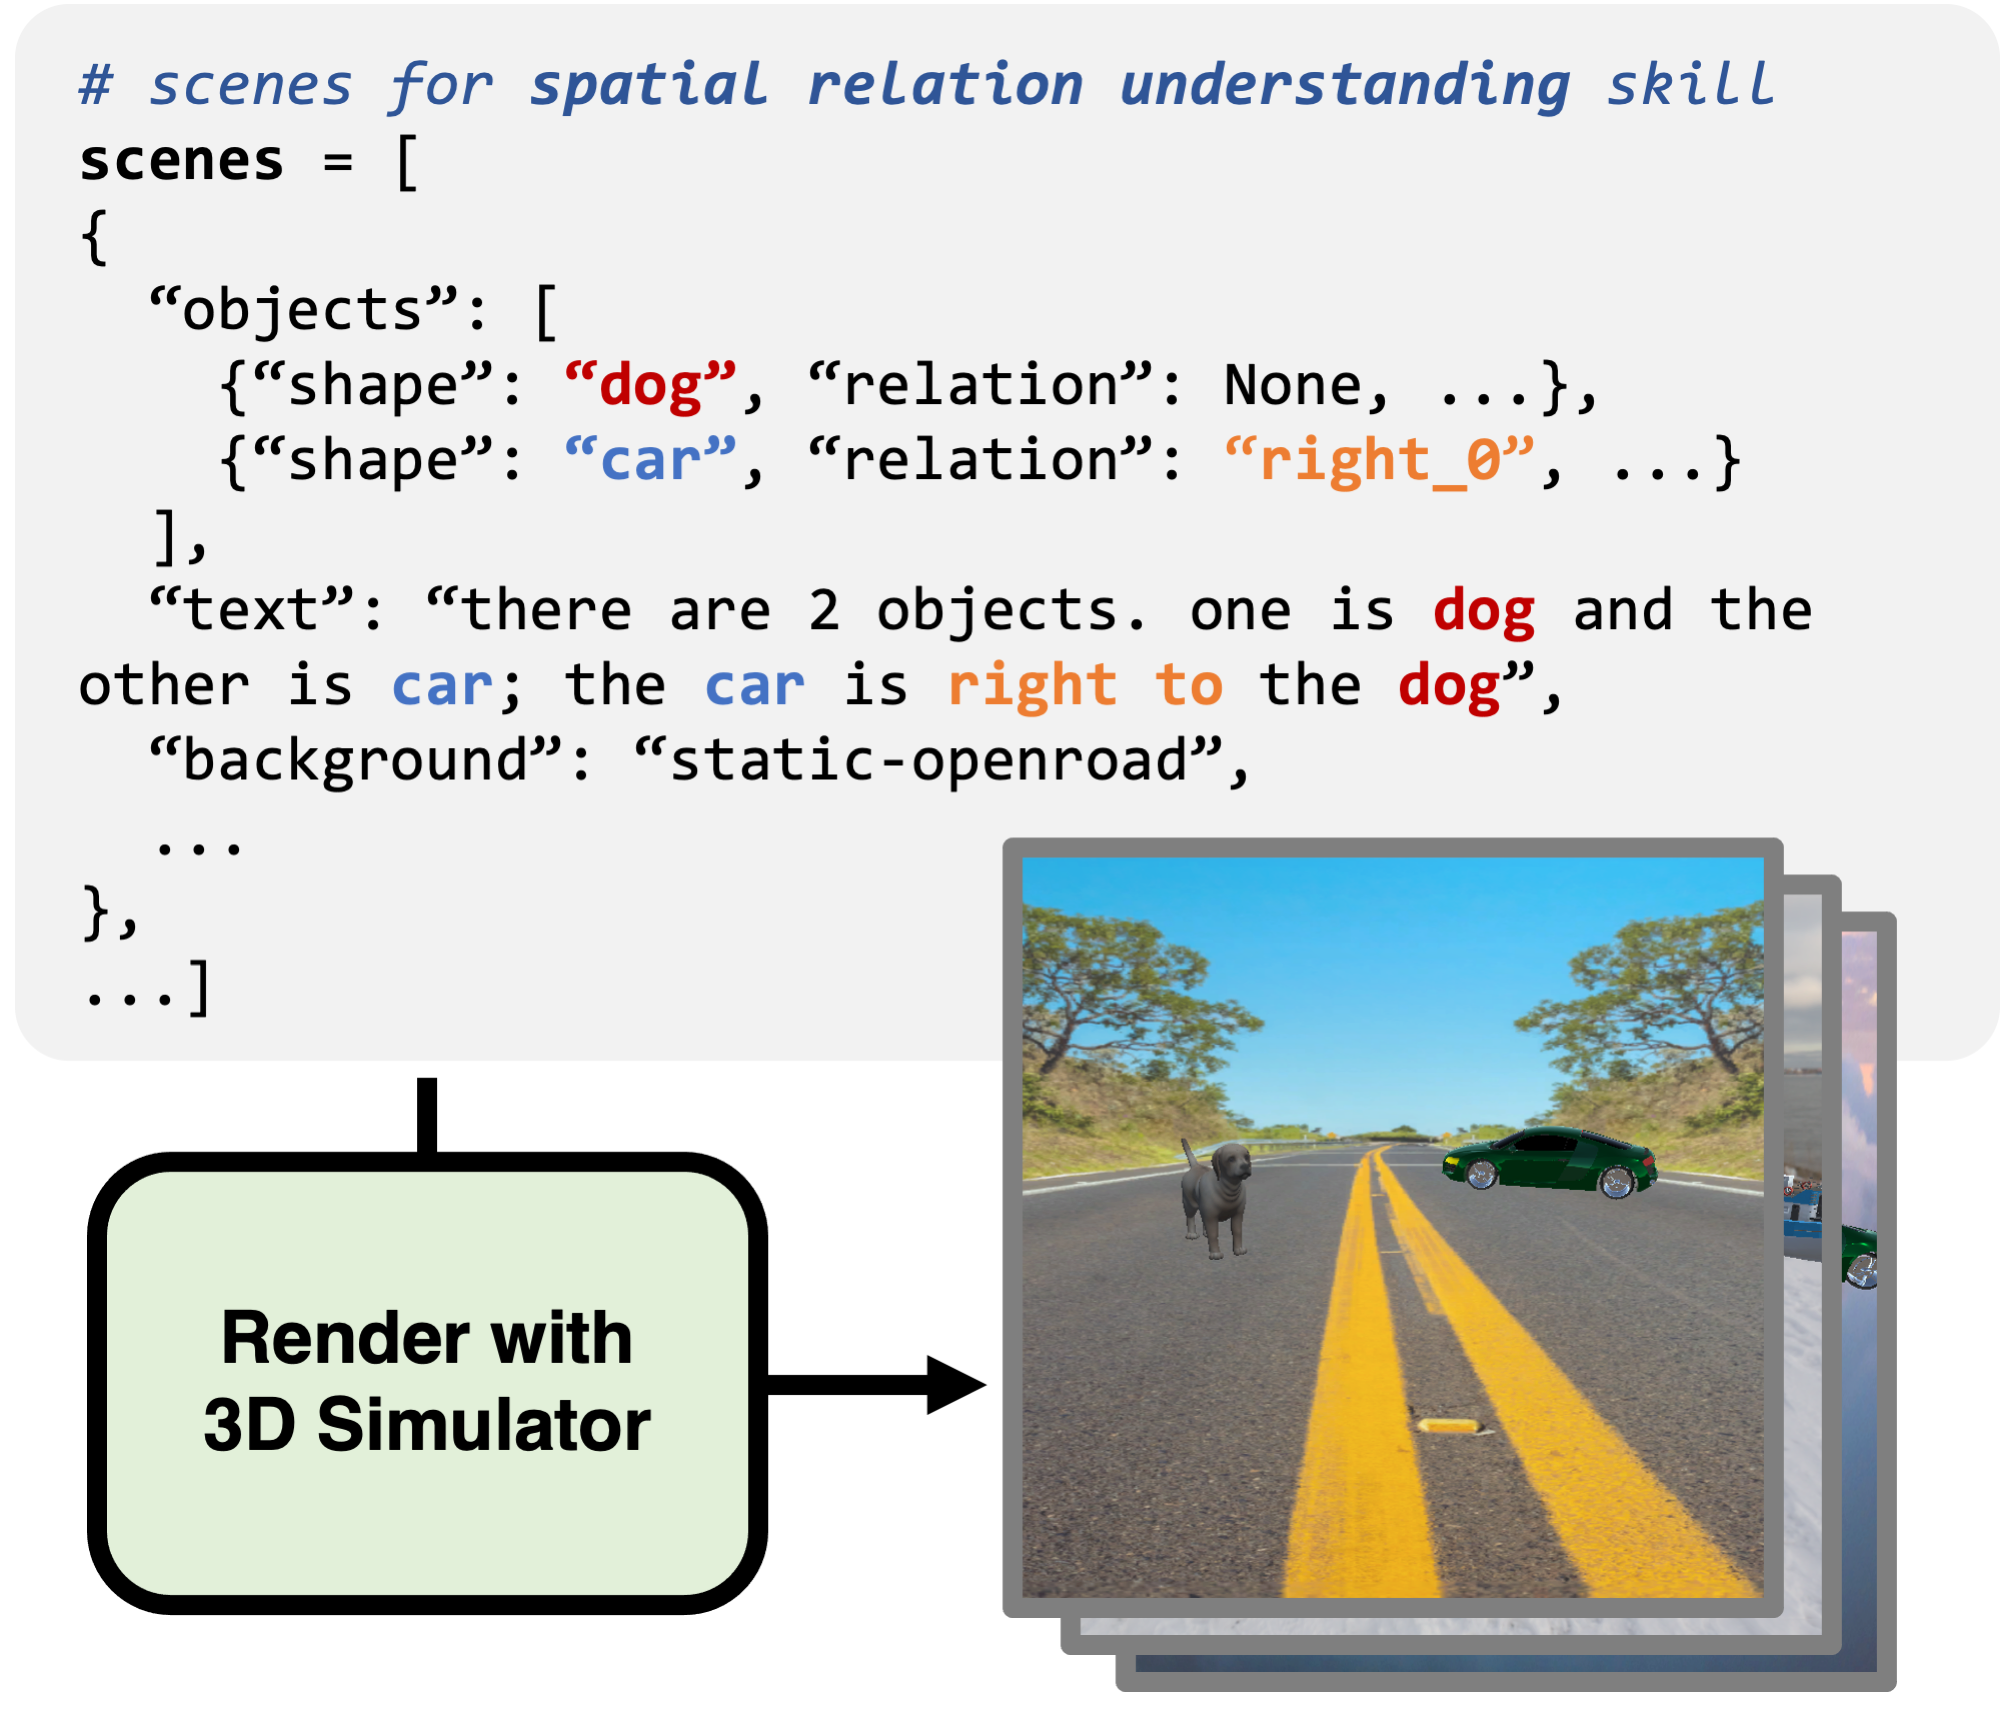 # scenes for spatial relation understanding skill
scenes = [
{
“objects”: [
{“shape”: “dog”, “relation”: None, ...},
{“shape”: “car”, “relation”: “right_0”, ...}
],
“text”: “there are 2 objects. one is dog and the
other is car; the car is right to the dog”,
“background”: “static-openroad”,
...
},
...]
Render with
3D Simulator